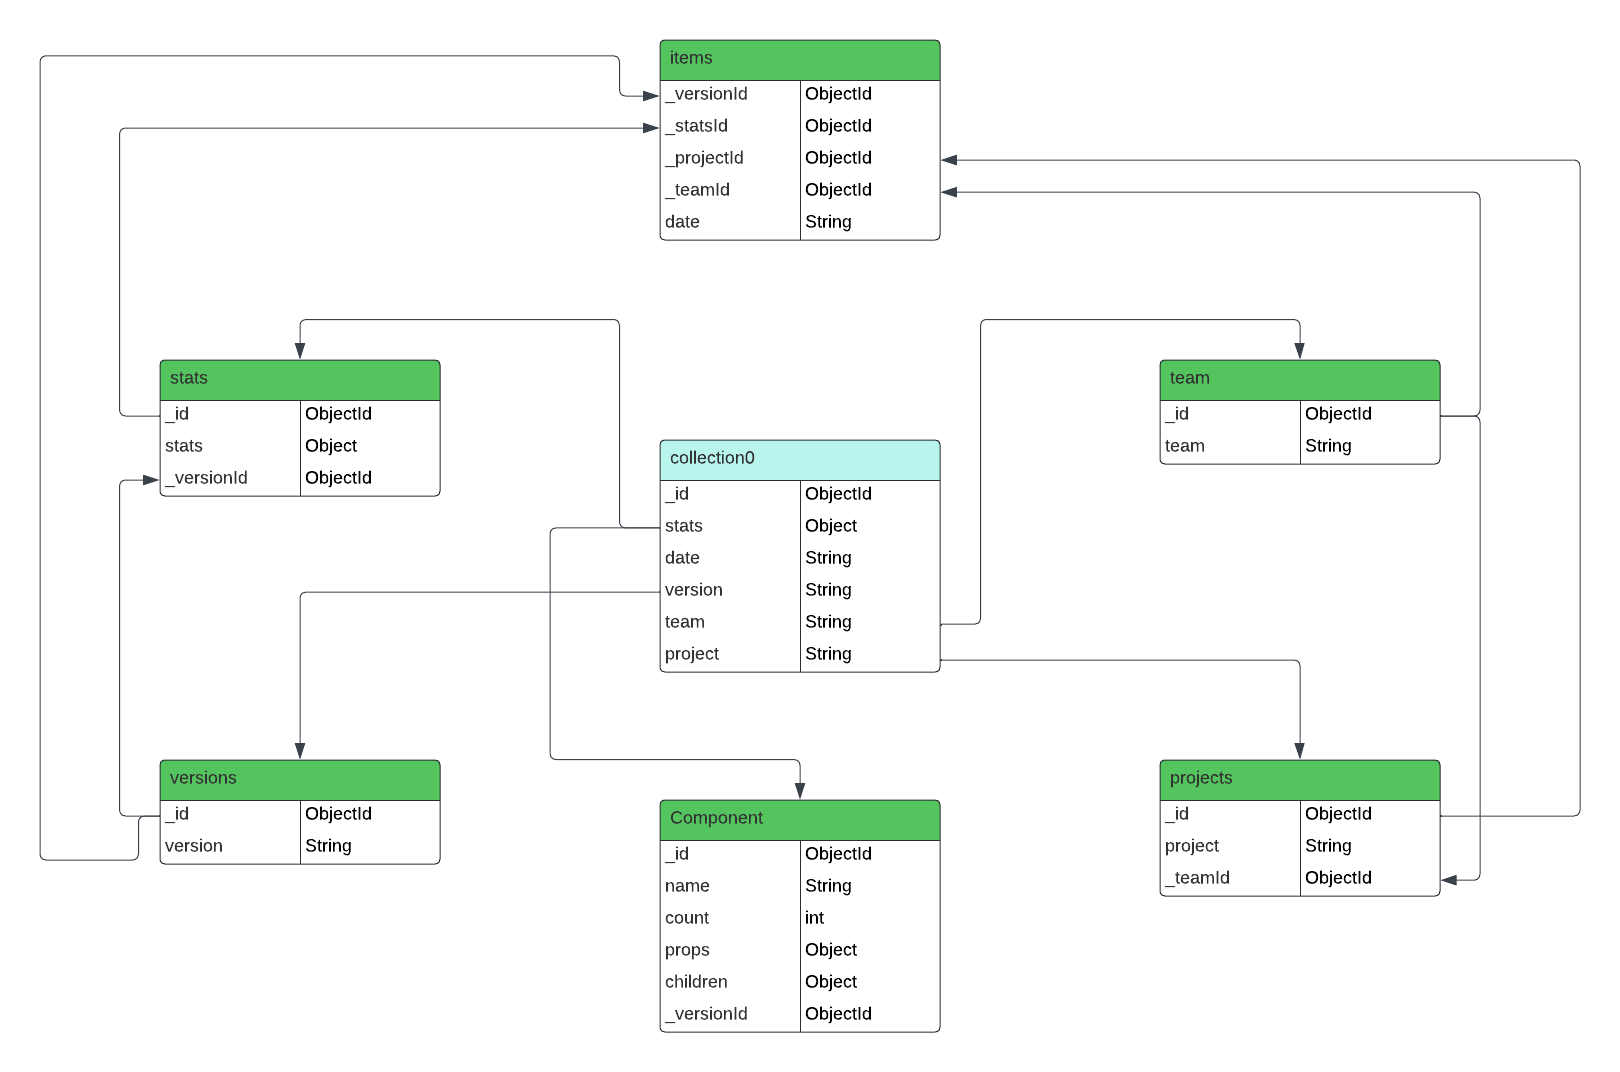 items
_versionId ObjectId
_statsId ObjectId
_projectId ObjectId
_teamId ObjectId
date String
stats
_id ObjectId
stats Object
_versionId ObjectId
team
_id ObjectId
team String
collection0
_id ObjectId
stats Object
date String
version String
team String
project String
versions
_id ObjectId
version String
Component
_id ObjectId
name String
count int
props Object
children Object
_versionId ObjectId
projects
_id ObjectId
project String
_teamId ObjectId